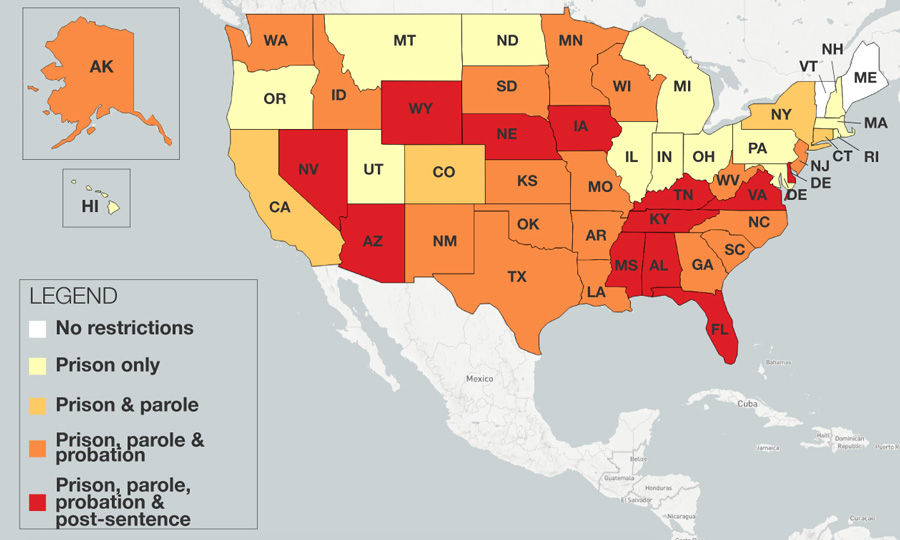 AK
HI
WA
MT
ND
MN
OR
ID
SD
WI
MI
VT
NH
ME
WY
NE
IA
NY
MA
NV
UT
CO
IL
IN
OH
PA
CT
RI
NJ
DE
CA
KS
MO
WV
VA
DE
TN
KY
NC
AZ
NM
OK
AR
SC
MS
AL
GA
TX
LA
FL
LEGEND
No restrictions
Prison only
Prison & parole
Prison, parole &
probation
Prison, parole,
probation &
post-sentence
Mexico
Bahamas
Cuba
Haiti
Dominican
Republic
Puerto R
Jamaica
Belize
Guatemala
Honduras
El Salvador
Nicaragua
Costa R
Curacao